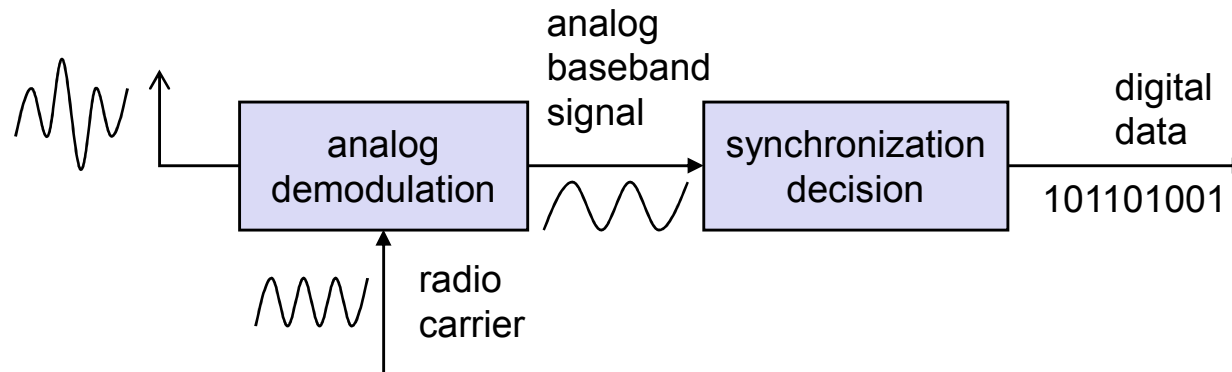 analog
baseband
signal
digital
data
analog
demodulation
synchronization
decision
101101001
radio
carrier